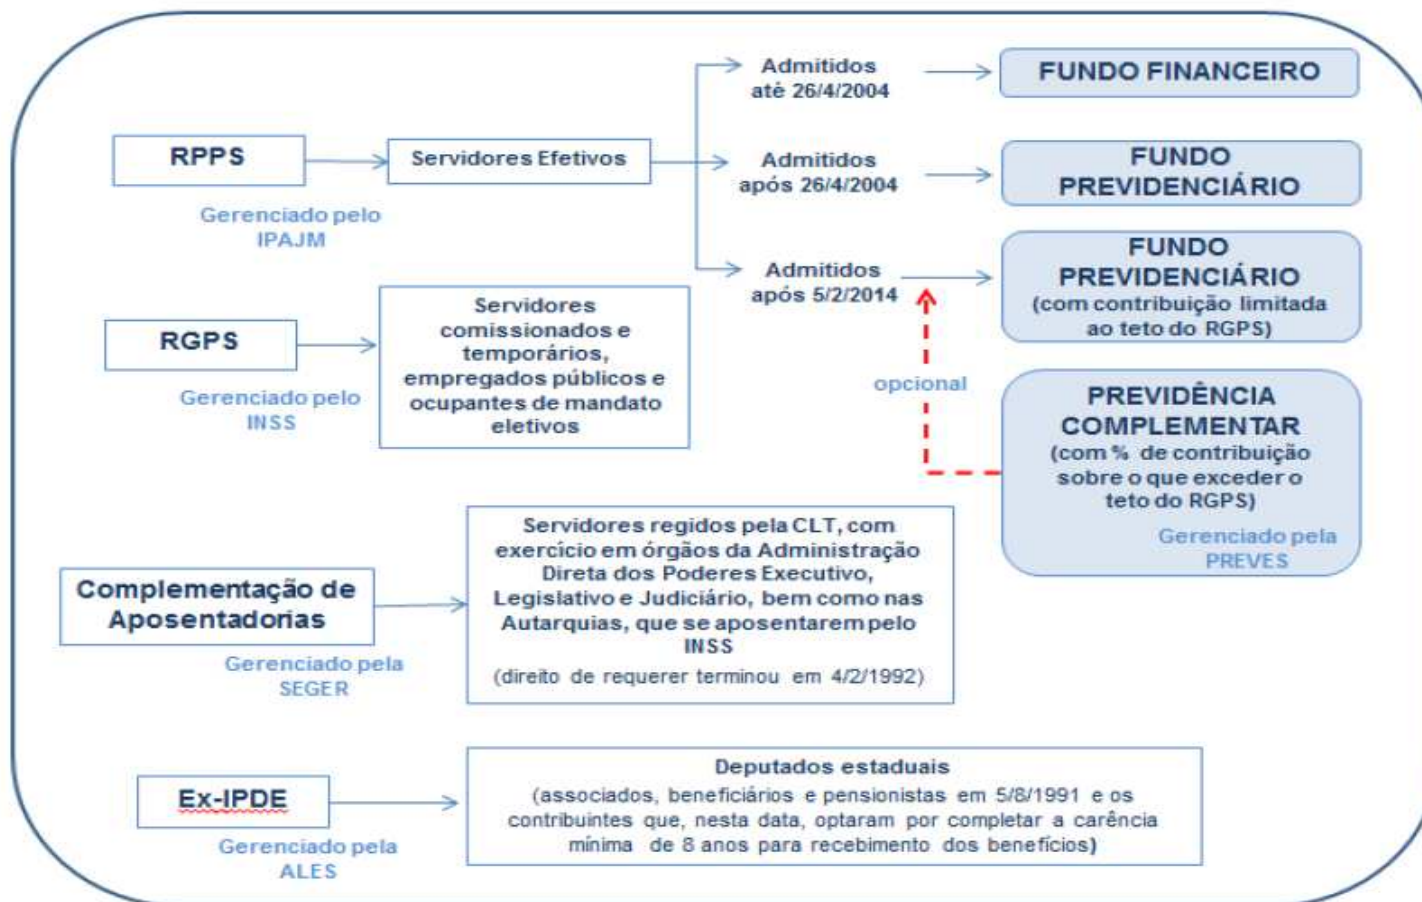 RPPS
Gerenciado pelo
IPAJM
Servidores Efetivos
Admitidos
até 26/4/2004
FUNDO FINANCEIRO
Admitidos
após 26/4/2004
FUNDO
PREVIDENCIÁRIO
Admitidos
após 5/2/2014
FUNDO
PREVIDENCIÁRIO
(com contribuição limitada
ao teto do RGPS)
opcional
PREVIDÊNCIA
COMPLEMENTAR
(com % de contribuição
sobre o que exceder o
teto do RGPS)
Gerenciado pela
PREVES
RGPS
Gerenciado pelo
INSS
Servidores
comissionados e
temporários,
empregados públicos e
ocupantes de mandato
eletivos
Complementação de
Aposentadorias
Gerenciado pela
SEGER
Servidores regidos pela CLT, com
exercício em órgãos da Administração
Direta dos Poderes Executivo,
Legislativo e Judiciário, bem como nas
Autarquias, que se aposentarem pelo
INSS
(direito de requerer terminou em 4/2/1992)
Ex-IPDE
Gerenciado pela
ALES
Deputados estaduais
(associados, beneficiários e pensionistas em 5/8/1991 e os
contribuintes que, nesta data, optaram por completar a carência
mínima de 8 anos para recebimento dos benefícios)